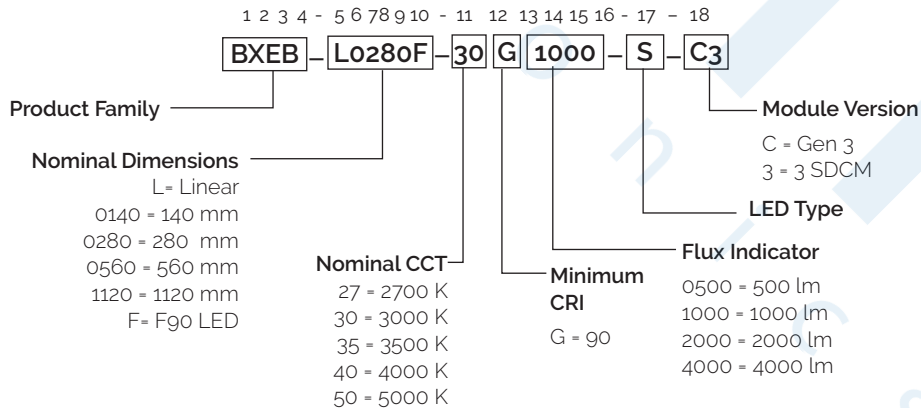 1 2 3 4 - 5 6 7 8 9 10 - 11 12 13 14 15 16 - 17 - 18
BXEB – L0280F – 30 G 1000 – S – C3
Product Family
Module Version
C = Gen 3
3 = 3 SDCM
Nominal Dimensions
L= Linear
0140 = 140 mm
0280 = 280 mm
0560 = 560 mm
1120 = 1120 mm
F= F90 LED
LED Type
Nominal CCT
27 = 2700 K
30 = 3000 K
35 = 3500 K
40 = 4000 K
50 = 5000 K
Minimum
CRI
G = 90
Flux Indicator
0500 = 500 lm
1000 = 1000 lm
2000 = 2000 lm
4000 = 4000 lm